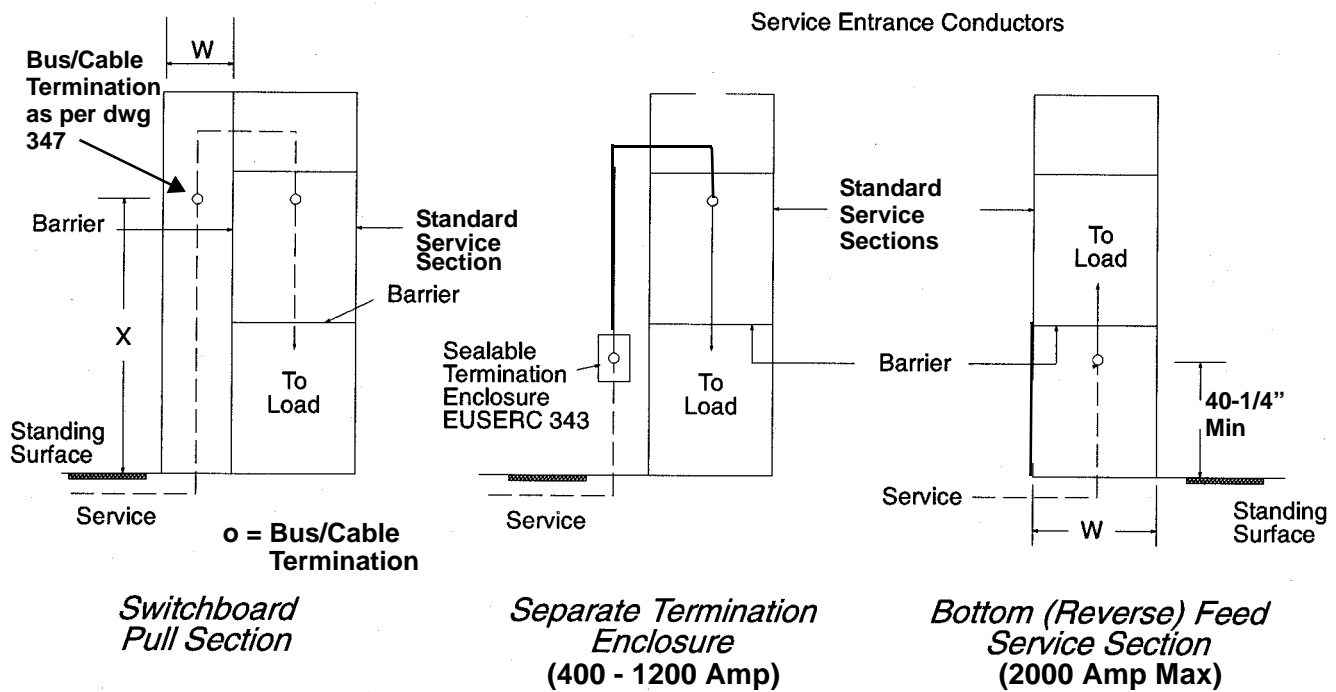 Service Entrance Conductors
W
Bus/Cable
Termination
as per dwg
347
Barrier
Standard
Service
Section
Barrier
X
To
Load
Standing
Surface
Service
o = Bus/Cable
Termination
Switchboard
Pull Section
Sealable
Termination
Enclosure
EUSERC 343
To
Load
Service
Standard
Service
Sections
Barrier
Separate Termination
Enclosure
(400 - 1200 Amp)
To
Load
40-1/4”
Min
Service
W
Standing
Surface
Bottom (Reverse) Feed
Service Section
(2000 Amp Max)